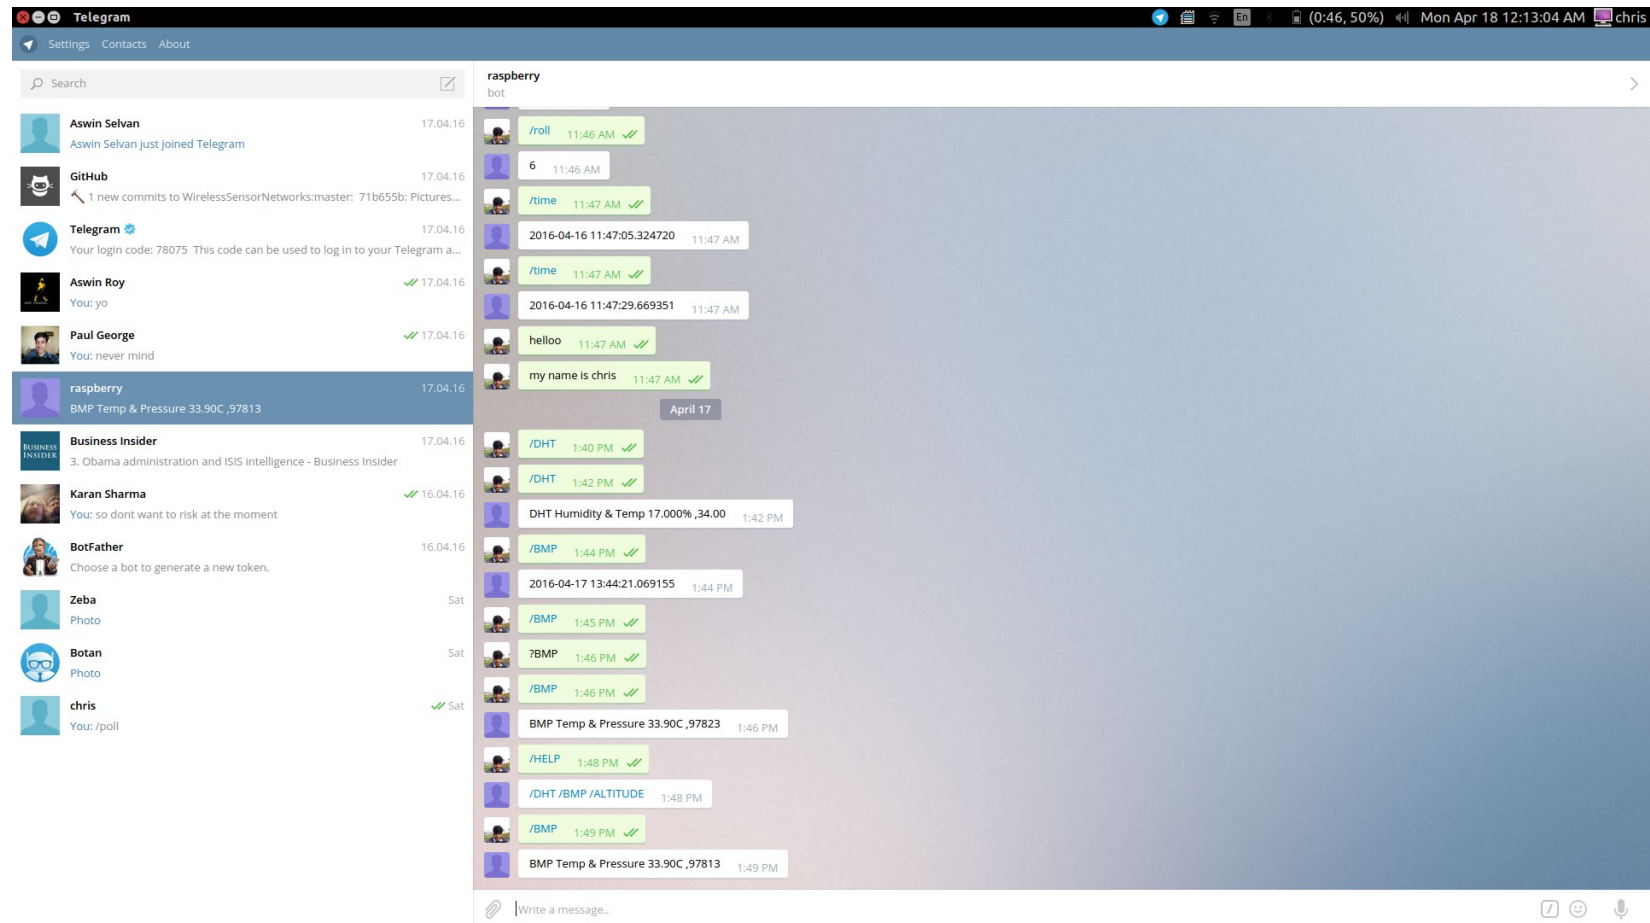 Telegram
En
(0:46, 50%)
Mon Apr 18 12:13:04 AM
chris
Settings Contacts About
Search
Aswin Selvan 17.04.16
Aswin Selvan just joined Telegram
GitHub 17.04.16
1 new commits to WirelessSensorNetworks:master: 71b655b: Pictures...
Telegram 17.04.16
Your login code: 78075 This code can be used to log in to your Telegram a...
Aswin Roy 17.04.16
You: yo
Paul George 17.04.16
You: never mind
raspberry 17.04.16
BMP Temp & Pressure 33.90C ,97813
BUSINESS
INSIDER
Business Insider 17.04.16
3. Obama administration and ISIS intelligence - Business Insider
Karan Sharma 16.04.16
You: so dont want to risk at the moment
BotFather 16.04.16
Choose a bot to generate a new token.
Zeba Sat
Photo
Botan Sat
Photo
chris Sat
You: /poll
raspberry
bot
/roll 11:46 AM
6 11:46 AM
/time 11:47 AM
2016-04-16 11:47:05.324720 11:47 AM
/time 11:47 AM
2016-04-16 11:47:29.669351 11:47 AM
helloo 11:47 AM
my name is chris 11:47 AM
April 17
/DHT 1:40 PM
/DHT 1:42 PM
DHT Humidity & Temp 17.000% ,34.00 1:42 PM
/BMP 1:44 PM
2016-04-17 13:44:21.069155 1:44 PM
/BMP 1:45 PM
?BMP 1:46 PM
/BMP 1:46 PM
BMP Temp & Pressure 33.90C ,97823 1:46 PM
/HELP 1:48 PM
/DHT /BMP /ALTITUDE 1:48 PM
/BMP 1:49 PM
BMP Temp & Pressure 33.90C ,97813 1:49 PM
Write a message..